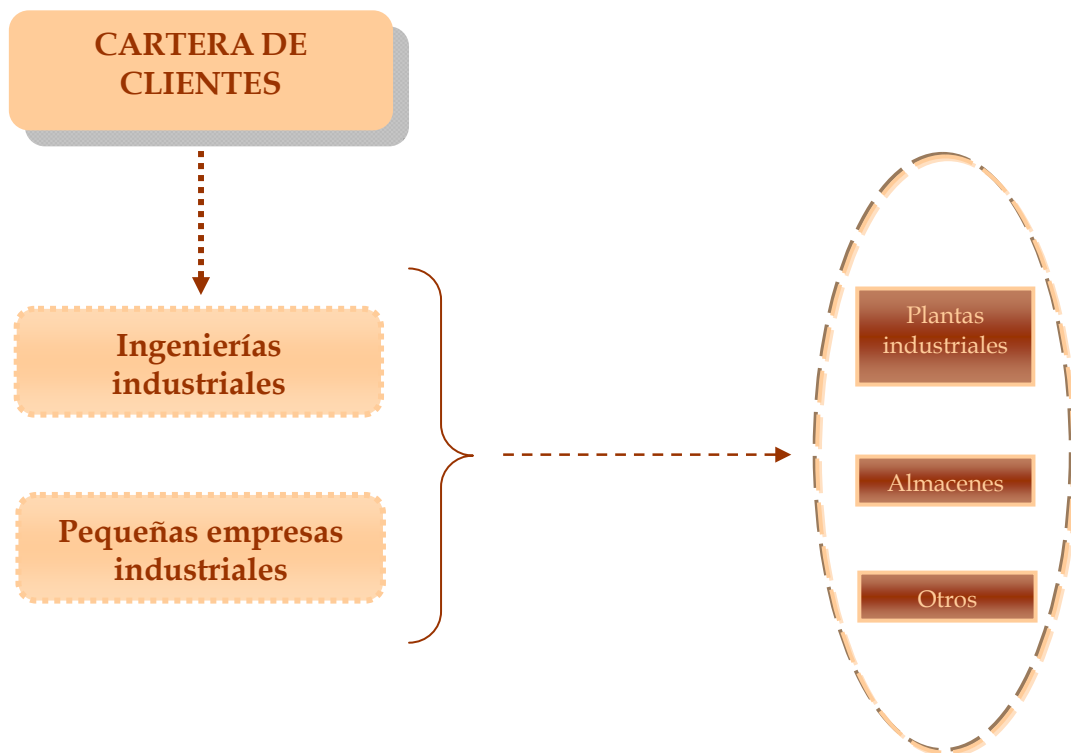 CARTERA DE
CLIENTES
Ingenierías
industriales
Pequeñas empresas
industriales
Plantas
industriales
Almacenes
Otros